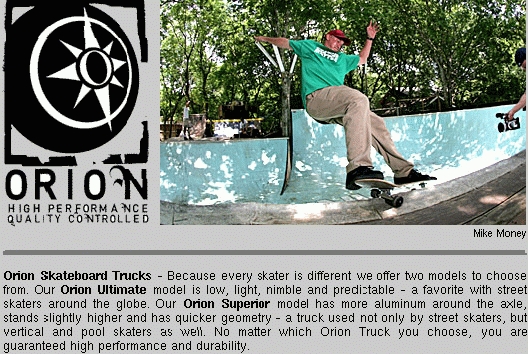 ORION
HIGH PERFORMANCE
QUALITY CONTROLLED
Mike Money
Orion Skateboard Trucks - Because every skater is different we offer two models to choose
from. Our Orion Ultimate model is low, light, nimble and predictable - a favorite with street
skaters around the globe. Our Orion Superior model has more aluminum around the axle,
stands slightly higher and has quicker geometry - a truck used not only by street skaters, but
vertical and pool skaters as well. No matter which Orion Truck you choose, you are
guaranteed high performance and durability.